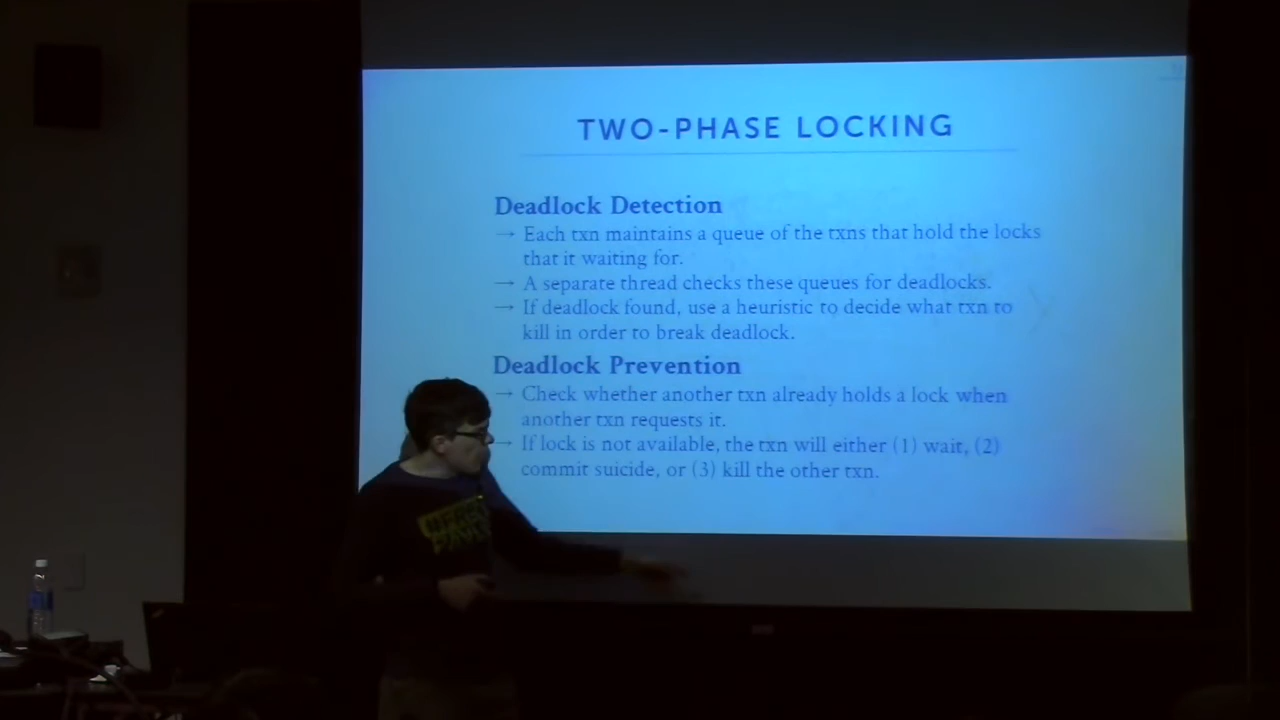 TWO-PHASE LOCKING
Deadlock Detection
→ Each txn maintains a queue of the txns that hold the locks
that it waiting for.
→ A separate thread checks these queues for deadlocks.
→ If deadlock found, use a heuristic to decide what txn to
kill in order to break deadlock.
Deadlock Prevention
→ Check whether another txn already holds a lock when
another txn requests it.
→ If lock is not available, the txn will either (1) wait, (2)
commit suicide, or (3) kill the other txn.